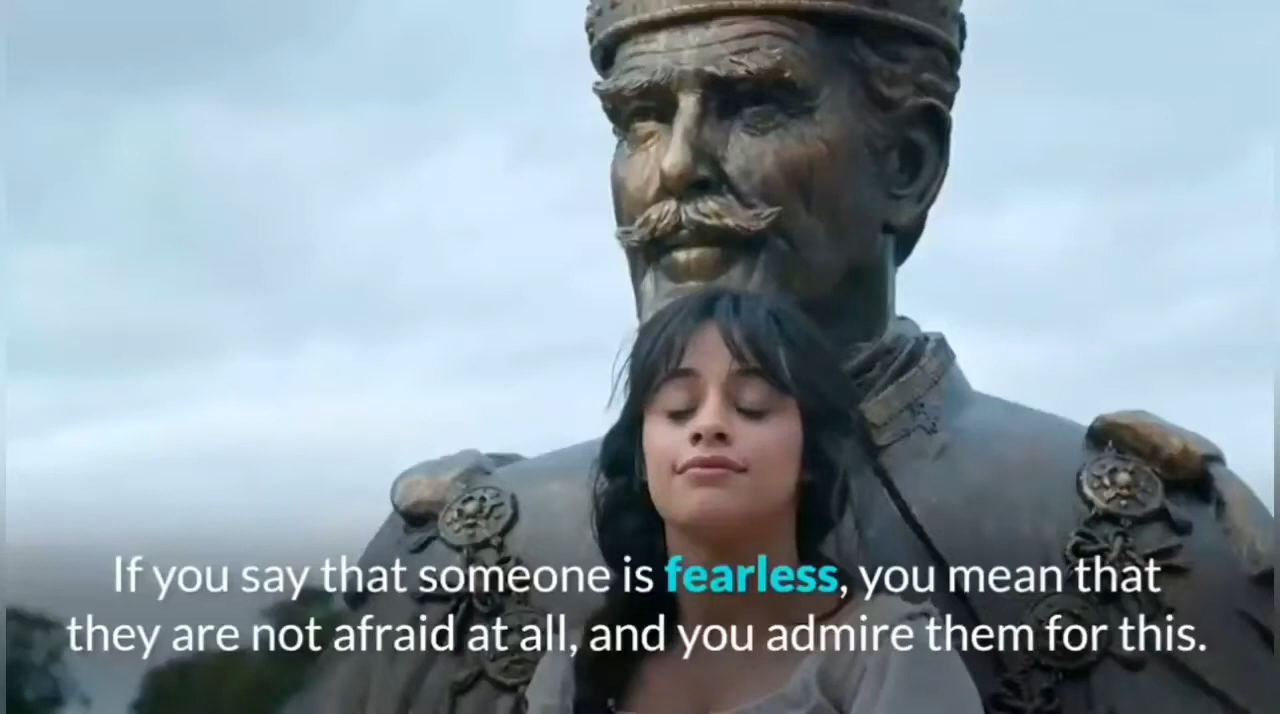 If you say that someone is fearless, you mean that
they are not afraid at all, and you admire them for this.